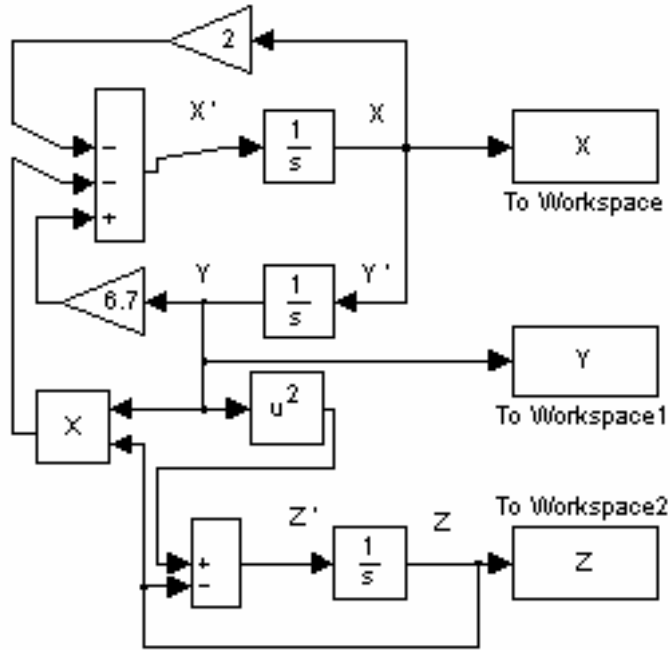 2
X'
1
s
X
X
To Workspace
−
−
+
6.7
Y
1
s
Y'
Y
To Workspace1
X
u²
To Workspace2
Z'
1
s
Z
Z
+
−